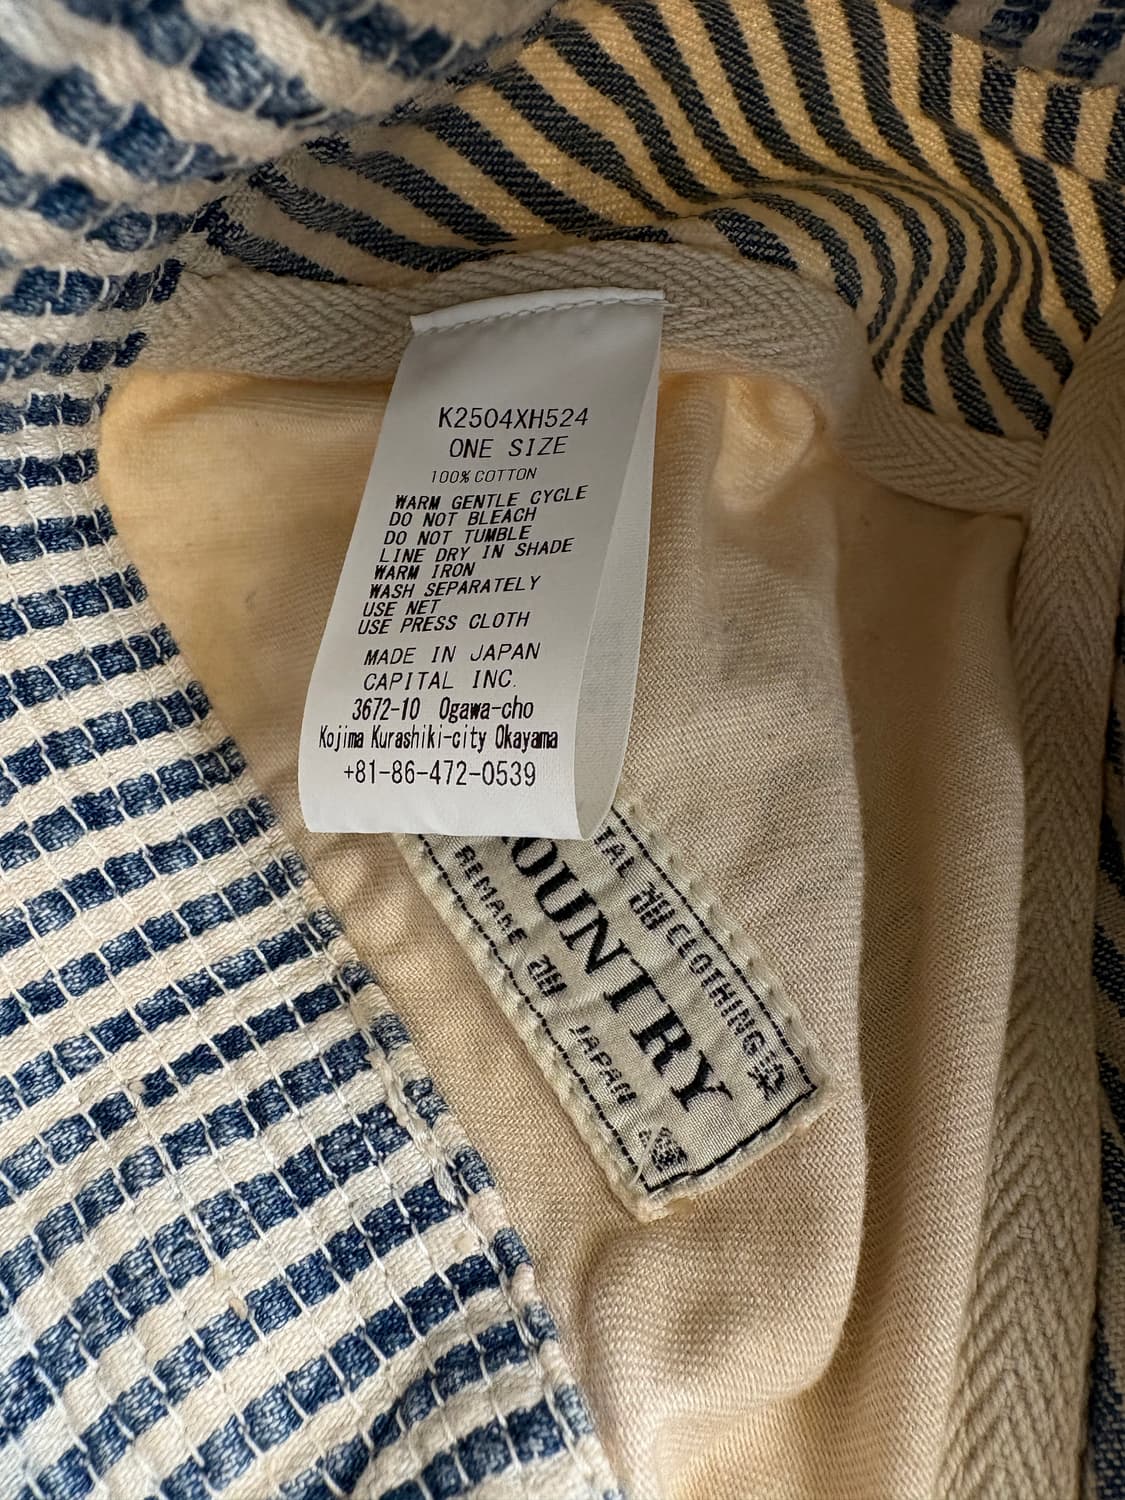 K2504XH524
ONE SIZE
100% COTTON
WARM GENTLE CYCLE
DO NOT BLEACH
DO NOT TUMBLE
LINE DRY IN SHADE
WARM IRON
WASH SEPARATELY
USE NET
USE PRESS CLOTH
MADE IN JAPAN
CAPITAL INC.
3672-10 Ogawa-cho
Kojima Kurashiki-city Okayama
+81-86-472-0539
CLOTHING
OUNTRY
REMAKE
JAPAN